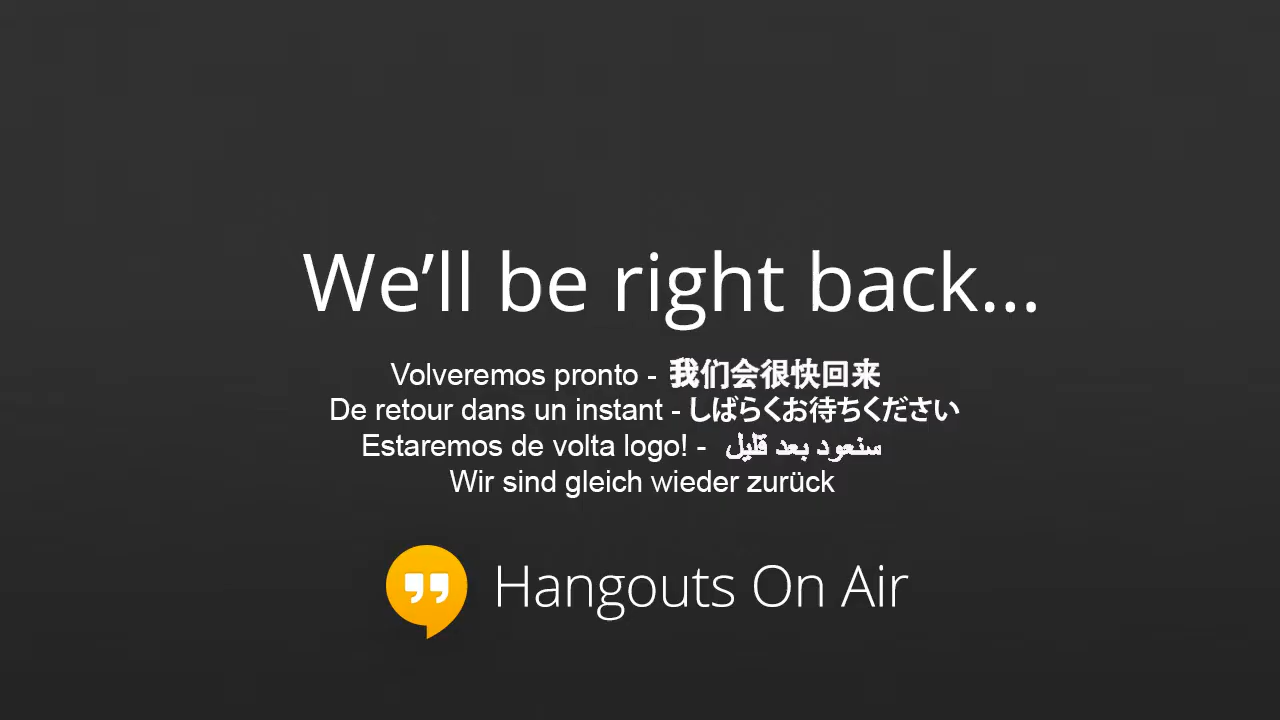 We’ll be right back...
Volveremos pronto - 我们会很快回来
De retour dans un instant - しばらくお待ちください
Estaremos de volta logo! - سنعود بعد قليل
Wir sind gleich wieder zurück
Hangouts On Air